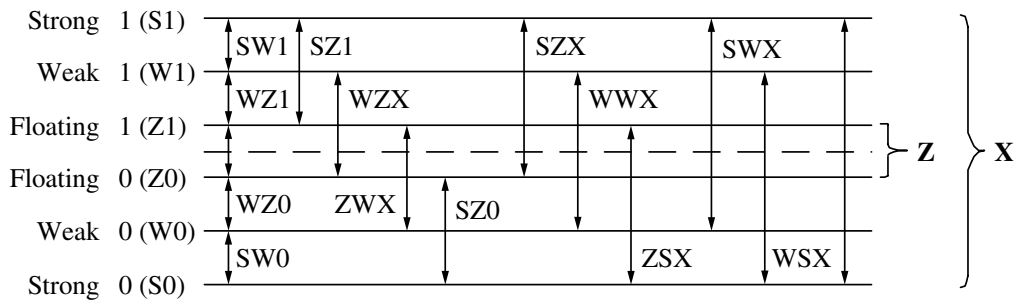 Strong 1 (S1)
SW1 SZ1 SZX SWX
Weak 1 (W1)
WZ1 WZX WWX
Floating 1 (Z1)
Z X
Floating 0 (Z0)
WZ0 ZWX SZ0
Weak 0 (W0)
SW0 ZSX WSX
Strong 0 (S0)